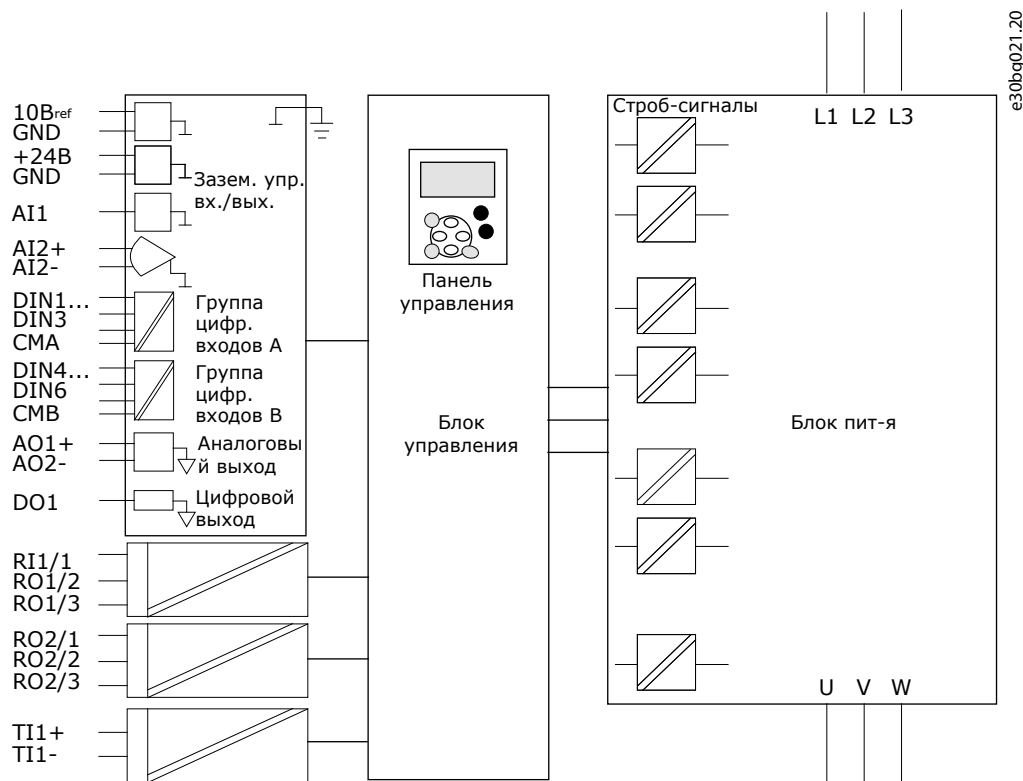 e30bg021.20
10Вref
GND
+24В
GND
Зазем. упр.
вх./вых.
AI1
AI2+
AI2-
DIN1...
DIN3
CMA
Группа
цифр.
входов A
DIN4...
DIN6
CMB
Группа
цифр.
входов B
AO1+
AO2-
Аналоговы
й выход
DO1
Цифровой
выход
RI1/1
RO1/2
RO1/3
RO2/1
RO2/2
RO2/3
TI1+
TI1-
Панель
управления
Блок
управления
Строб-сигналы
L1 L2 L3
Блок пит-я
U V W